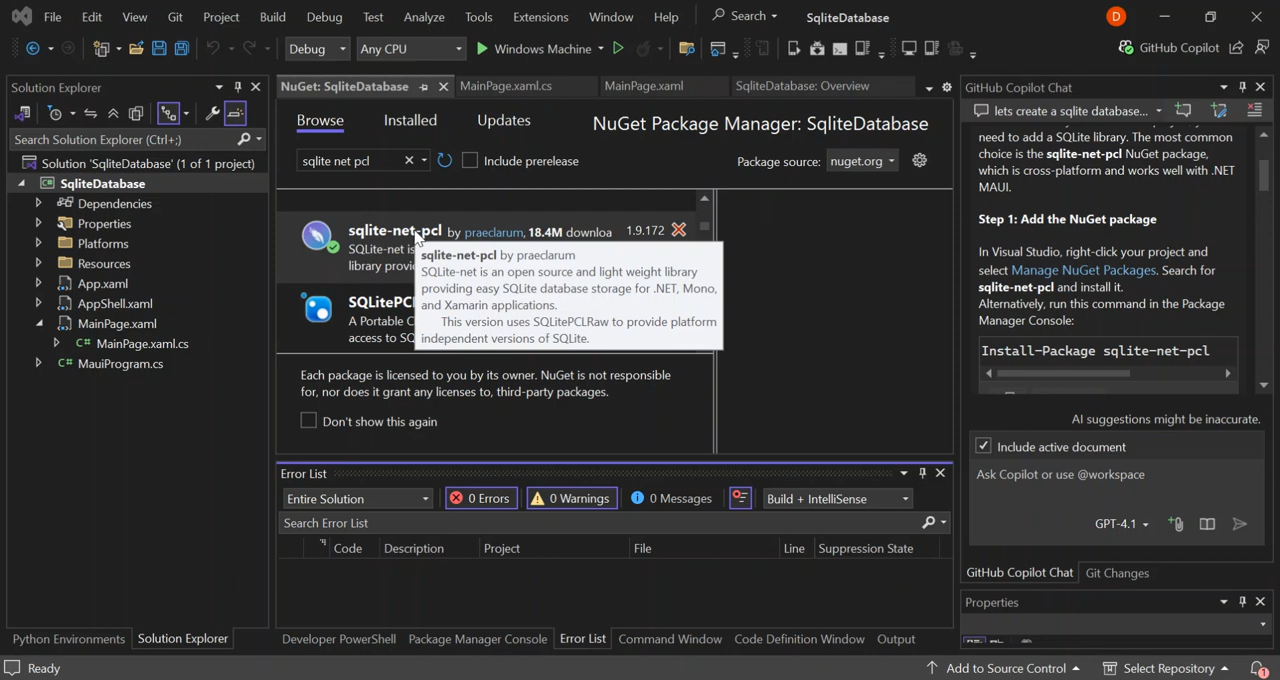 File Edit View Git Project Build Debug Test Analyze Tools Extensions Window Help Search SqliteDatabase D
Debug Any CPU Windows Machine GitHub Copilot
Solution Explorer
Search Solution Explorer (Ctrl+;)
Solution 'SqliteDatabase' (1 of 1 project)
SqliteDatabase
Dependencies
Properties
Platforms
Resources
App.xaml
AppShell.xaml
MainPage.xaml
MainPage.xaml.cs
MauiProgram.cs
Python Environments Solution Explorer
NuGet: SqliteDatabase MainPage.xaml.cs MainPage.xaml SqliteDatabase: Overview
Browse Installed Updates NuGet Package Manager: SqliteDatabase
sqlite net pcl Include prerelease Package source: nuget.org
sqlite-net-pcl by praeclarum, 18.4M downloa 1.9.172
SQLite-net is
library provi
SQLitePC
A Portable C
access to SQ
sqlite-net-pcl by praeclarum
SQLite-net is an open source and light weight library
providing easy SQLite database storage for .NET, Mono,
and Xamarin applications.
This version uses SQLitePCLRaw to provide platform
independent versions of SQLite.
Each package is licensed to you by its owner. NuGet is not responsible
for, nor does it grant any licenses to, third-party packages.
Don't show this again
Error List
Entire Solution 0 Errors 0 Warnings 0 Messages Build + IntelliSense
Search Error List
Code Description Project File Line Suppression State
Developer PowerShell Package Manager Console Error List Command Window Code Definition Window Output
GitHub Copilot Chat
lets create a sqlite database...
need to add a SQLite library. The most common
choice is the sqlite-net-pcl NuGet package,
which is cross-platform and works well with .NET
MAUI.
Step 1: Add the NuGet package
In Visual Studio, right-click your project and
select Manage NuGet Packages. Search for
sqlite-net-pcl and install it.
Alternatively, run this command in the Package
Manager Console:
Install-Package sqlite-net-pcl
AI suggestions might be inaccurate.
Include active document
Ask Copilot or use @workspace
GPT-4.1
GitHub Copilot Chat Git Changes
Properties
Ready Add to Source Control Select Repository 1